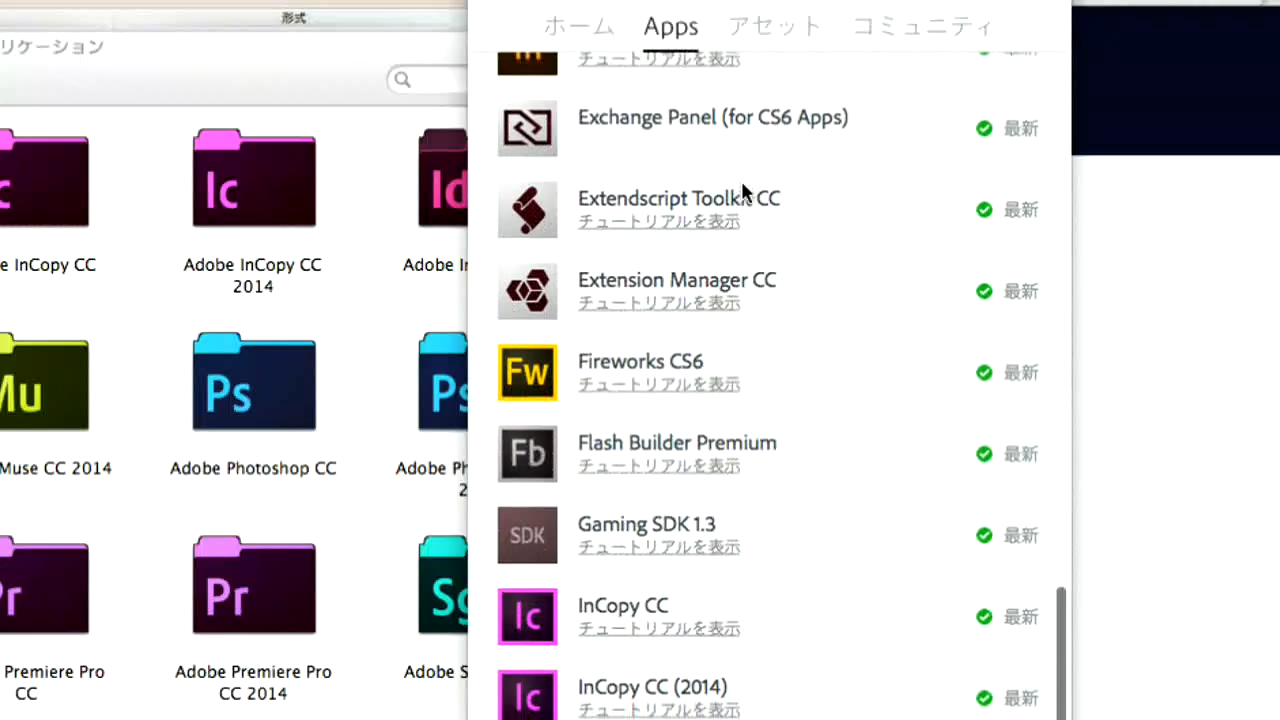 形式
リケーション
ホーム Apps アセット コミュニティ
チュートリアルを表示
最新
Exchange Panel (for CS6 Apps)
最新
Extendscript Toolkit CC
チュートリアルを表示
最新
Extension Manager CC
チュートリアルを表示
最新
Fireworks CS6
チュートリアルを表示
最新
Flash Builder Premium
チュートリアルを表示
最新
Gaming SDK 1.3
チュートリアルを表示
最新
InCopy CC
チュートリアルを表示
最新
InCopy CC (2014)
チュートリアルを表示
最新
Ic
Id
e InCopy CC
Adobe InCopy CC
2014
Adobe I
Mu
Ps
Ps
Muse CC 2014
Adobe Photoshop CC
Adobe Ph
2
Pr
Pr
Sg
Premiere Pro
CC
Adobe Premiere Pro
CC 2014
Adobe S
Fw
Fb
SDK
Ic
Ic